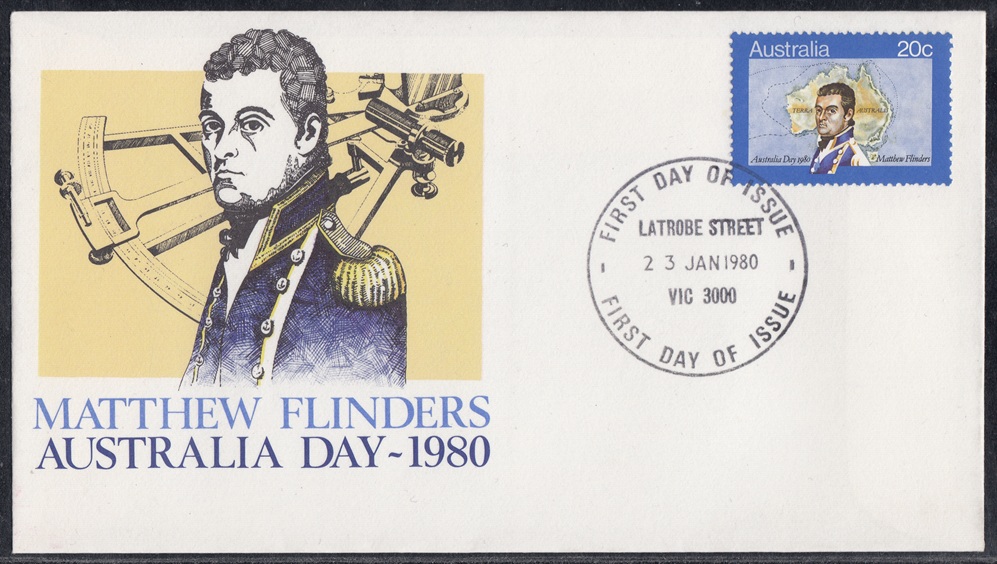 Australia 20c
TERRA AUSTRALIS
Australia Day 1980 Matthew Flinders
FIRST DAY OF ISSUE
LATROBE STREET
23 JAN 1980
VIC 3000
FIRST DAY OF ISSUE
MATTHEW FLINDERS
AUSTRALIA DAY~1980